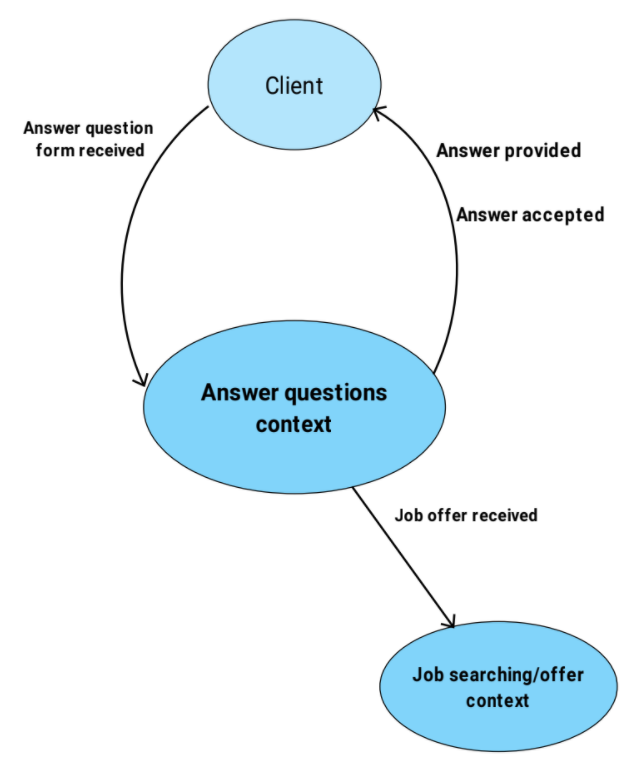 Client
Answer question
form received
Answer provided
Answer accepted
Answer questions
context
Job offer received
Job searching/offer
context